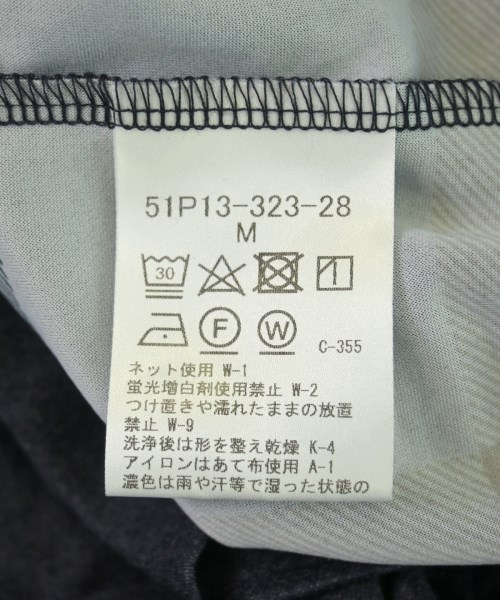 51P13-323-28
M
30
F W C-355
ネット使用 W-1
蛍光増白剤使用禁止 W-2
つけ置きや濡れたままの放置
禁止 W-9
洗浄後は形を整え乾燥 K-4
アイロンはあて布使用 A-1
濃色は雨や汗等で湿った状態の